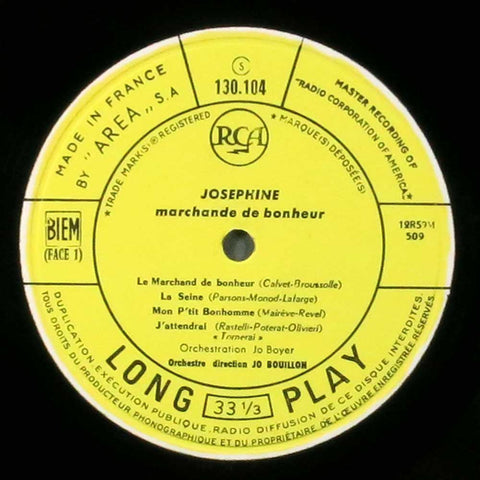 S
130.104
MADE IN FRANCE
BY "AREA" S.A
MASTER RECORDING OF
"RADIO CORPORATION OF AMERICA"
★ TRADE MARK(S) ® REGISTERED ★ MARQUE(S) DÉPOSÉE(S)
RCA
JOSEPHINE
marchande de bonheur
BIEM
(FACE 1)
509
Le Marchand de bonheur (Calvet-Broussolle)
La Seine (Parsons-Monod-Lafarge)
Mon P'tit Bonhomme (Mairève-Revel)
J'attendrai (Rastelli-Poterat-Olivieri)
« Tornerai »
Orchestration Jo Boyer
Orchestre direction JO BOUILLON
LONG PLAY
33 1/3
DUPLICATION, EXÉCUTION PUBLIQUE, RADIO DIFFUSION DE CE DISQUE INTERDITES.
TOUS DROITS DU PRODUCTEUR PHONOGRAPHIQUE ET DU PROPRIÉTAIRE DE L'ŒUVRE ENREGISTRÉE RÉSERVÉS.